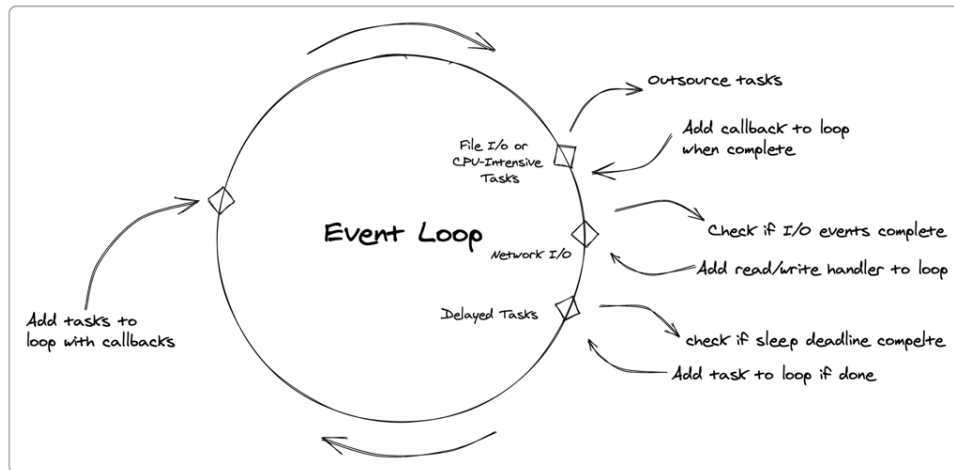 Outsource tasks
File I/o or
CPU-Intensive
Tasks
Add callback to loop
when complete
Event Loop
Network I/o
Check if I/o events complete
Add read/write handler to loop
Add tasks to
loop with callbacks
Delayed Tasks
check if sleep deadline compelte
Add task to loop if done